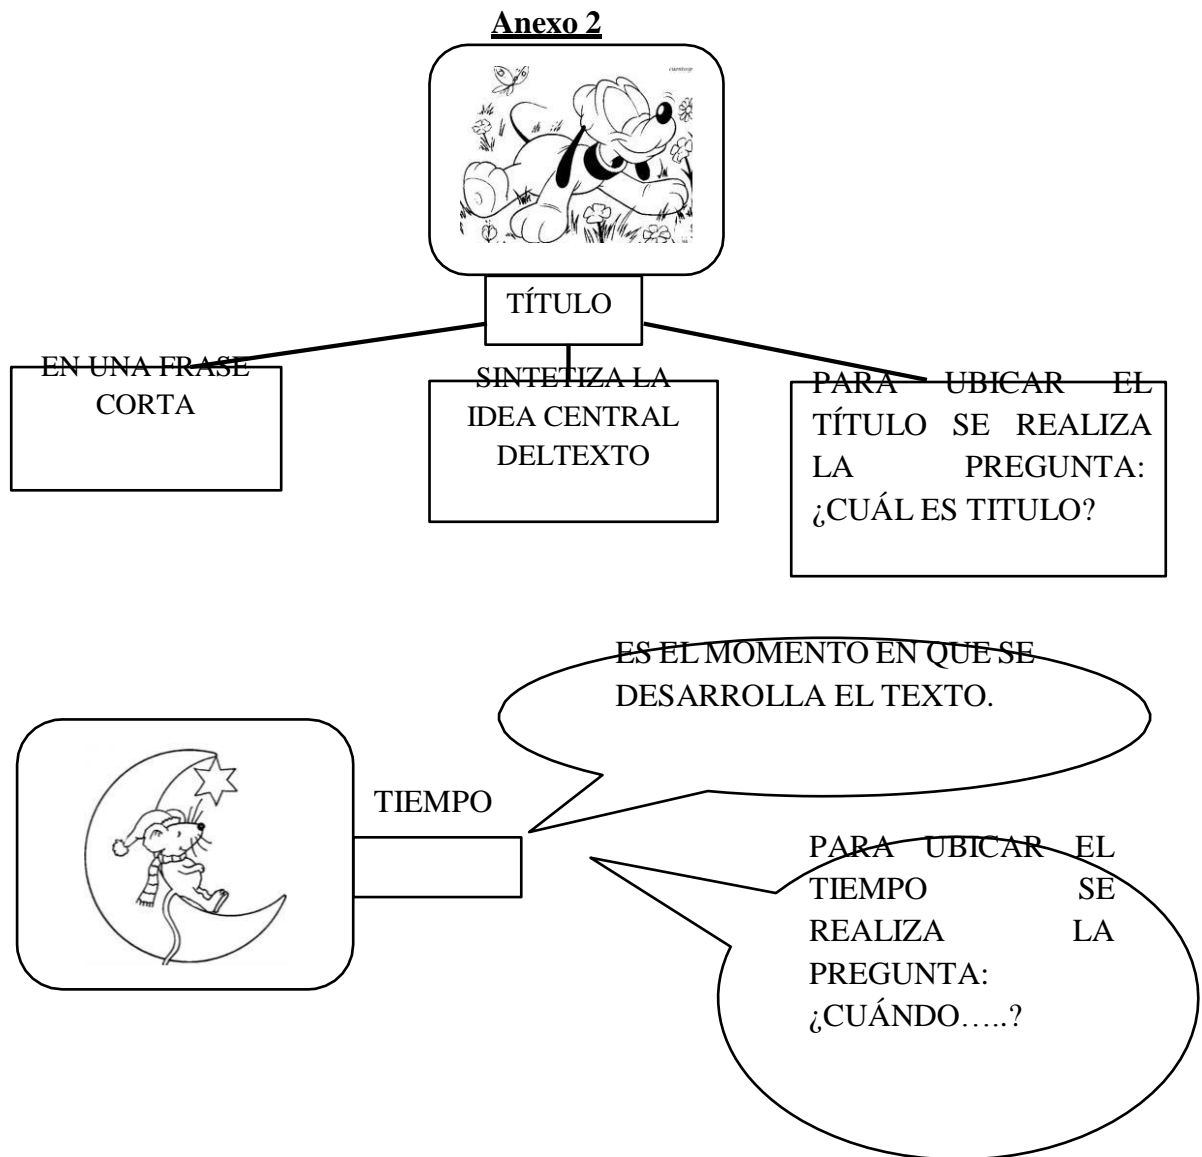 Anexo 2
cuentosp
TÍTULO
EN UNA FRASE
CORTA
SINTETIZA LA
IDEA CENTRAL
DELTEXTO
PARA UBICAR EL
TÍTULO SE REALIZA
LA PREGUNTA:
¿CUÁL ES TITULO?
ES EL MOMENTO EN QUE SE
DESARROLLA EL TEXTO.
TIEMPO
PARA UBICAR EL
TIEMPO SE
REALIZA LA
PREGUNTA:
¿CUÁNDO…..?